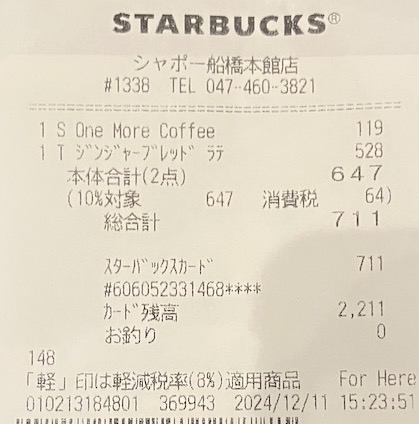 STARBUCKS®
シャポー船橋本館店
#1338 TEL 047-460-3821
1 S One More Coffee 119
1 T ジンジャーブレッド ラテ 528
本体合計(2点) 647
(10%対象 647 消費税 64)
総合計 711
スターバックスカード 711
#606052331468****
カード残高 2,211
お釣り 0
148
「軽」印は軽減税率(8%)適用商品 For Here
010213184801 369943 2024/12/11 15:23:51